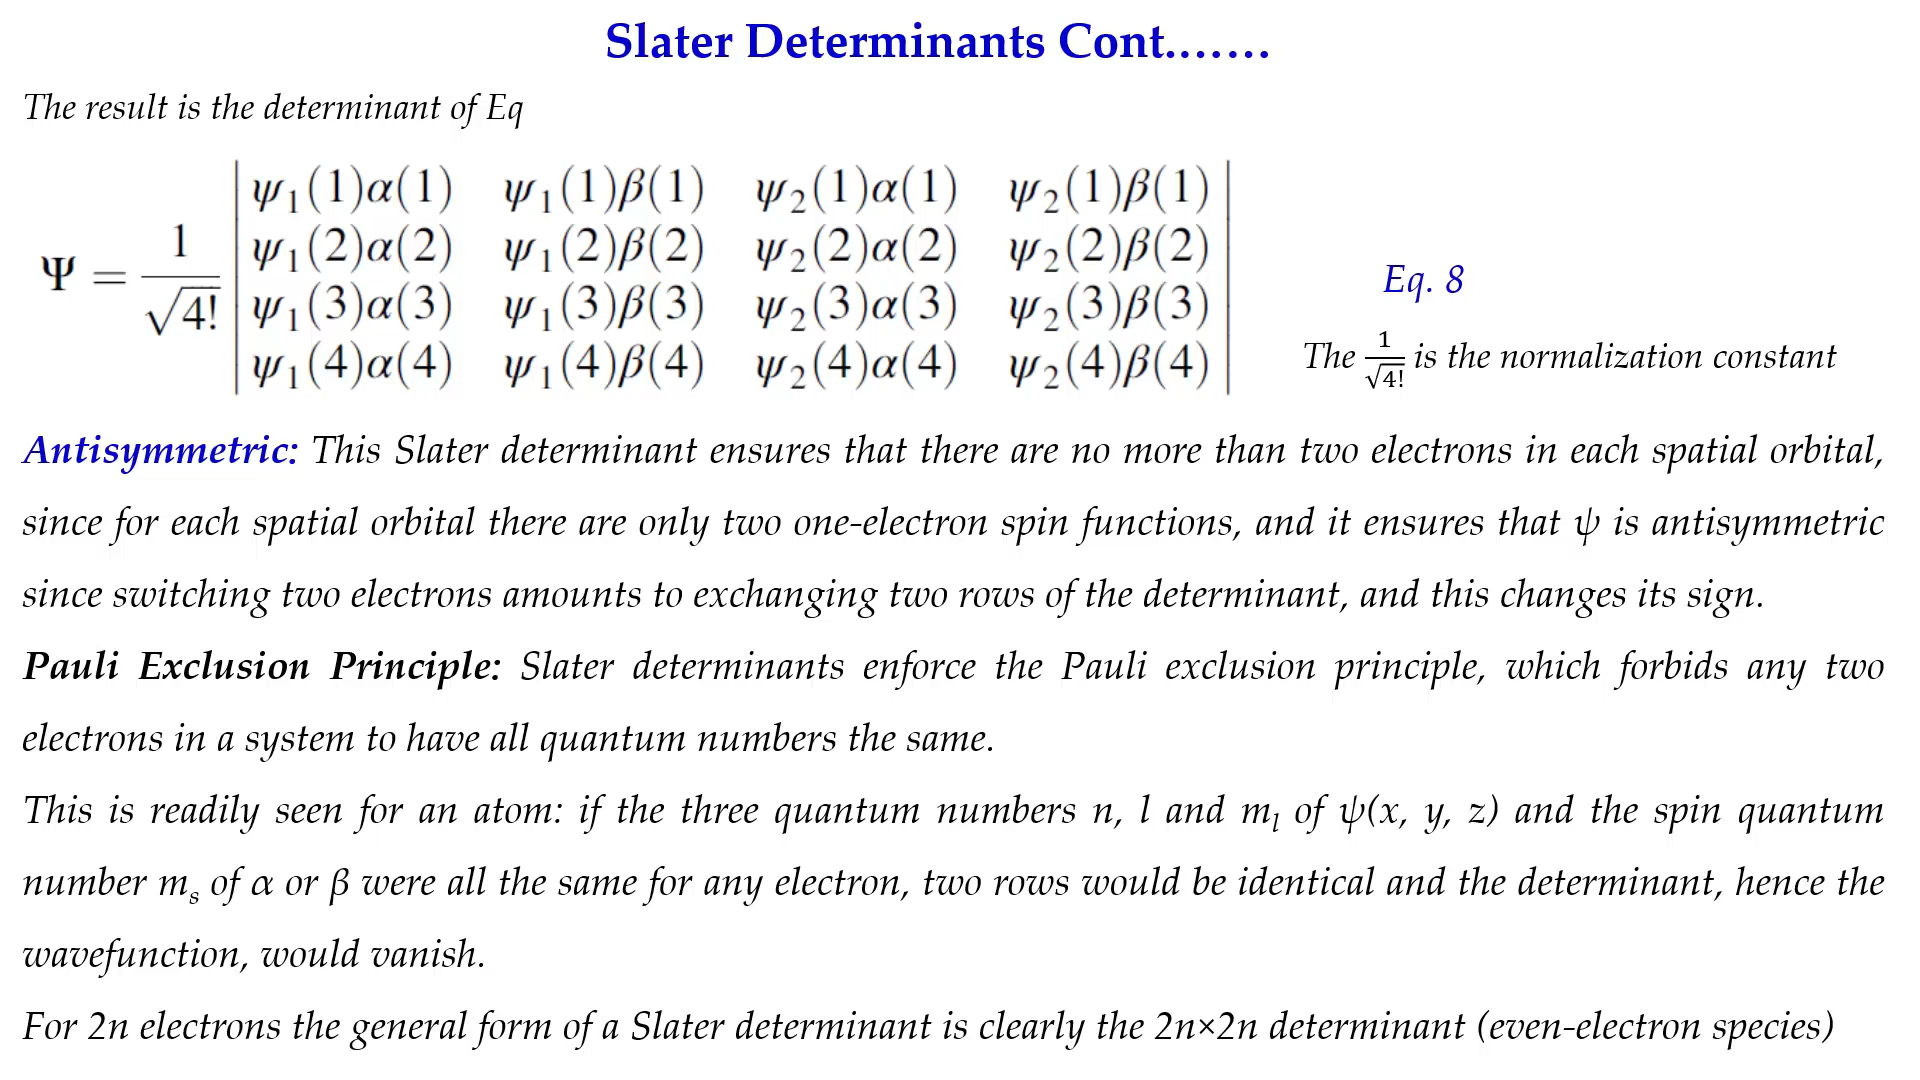 Slater Determinants Cont.......
The result is the determinant of Eq
Ψ = 1/√4! | ψ₁(1)α(1) ψ₁(1)β(1) ψ₂(1)α(1) ψ₂(1)β(1) |
| ψ₁(2)α(2) ψ₁(2)β(2) ψ₂(2)α(2) ψ₂(2)β(2) |
| ψ₁(3)α(3) ψ₁(3)β(3) ψ₂(3)α(3) ψ₂(3)β(3) |
| ψ₁(4)α(4) ψ₁(4)β(4) ψ₂(4)α(4) ψ₂(4)β(4) |
Eq. 8
The 1/√4! is the normalization constant
Antisymmetric: This Slater determinant ensures that there are no more than two electrons in each spatial orbital,
since for each spatial orbital there are only two one-electron spin functions, and it ensures that ψ is antisymmetric
since switching two electrons amounts to exchanging two rows of the determinant, and this changes its sign.
Pauli Exclusion Principle: Slater determinants enforce the Pauli exclusion principle, which forbids any two
electrons in a system to have all quantum numbers the same.
This is readily seen for an atom: if the three quantum numbers n, l and mₗ of ψ(x, y, z) and the spin quantum
number mₛ of α or β were all the same for any electron, two rows would be identical and the determinant, hence the
wavefunction, would vanish.
For 2n electrons the general form of a Slater determinant is clearly the 2n×2n determinant (even-electron species)